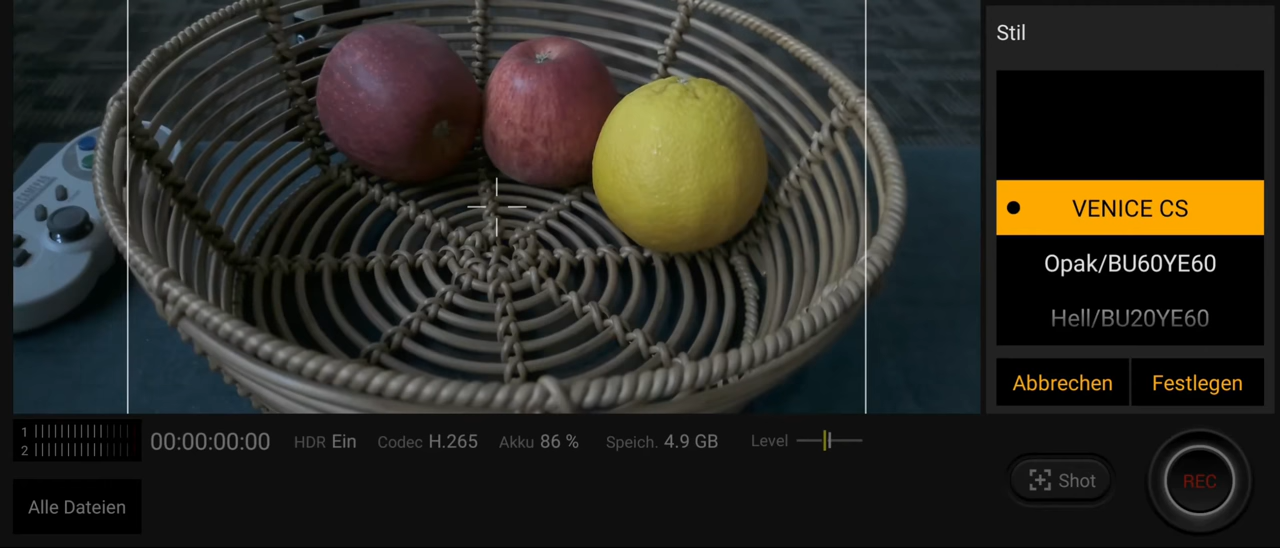 Stil
VENICE CS
Opak/BU60YE60
Hell/BU20YE60
Abbrechen
Festlegen
1
2
00:00:00:00
HDR Ein
Codec H.265
Akku 86 %
Speich. 4.9 GB
Level
Shot
REC
Alle Dateien